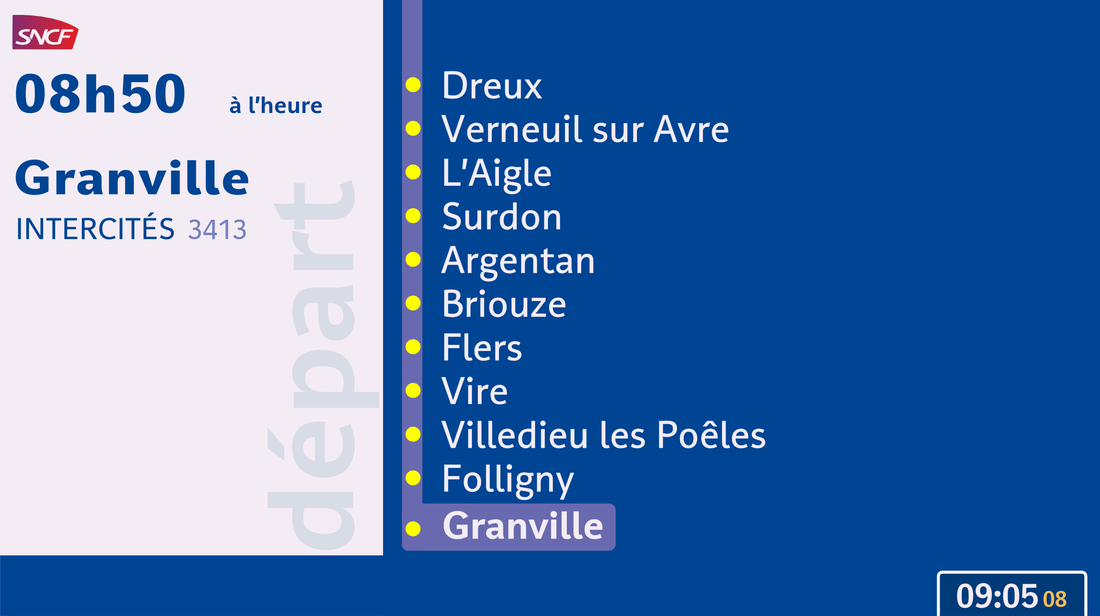 SNCF
08h50 à l'heure
Granville
INTERCITÉS 3413
départ
Dreux
Verneuil sur Avre
L'Aigle
Surdon
Argentan
Briouze
Flers
Vire
Villedieu les Poêles
Folligny
Granville
09:05 08